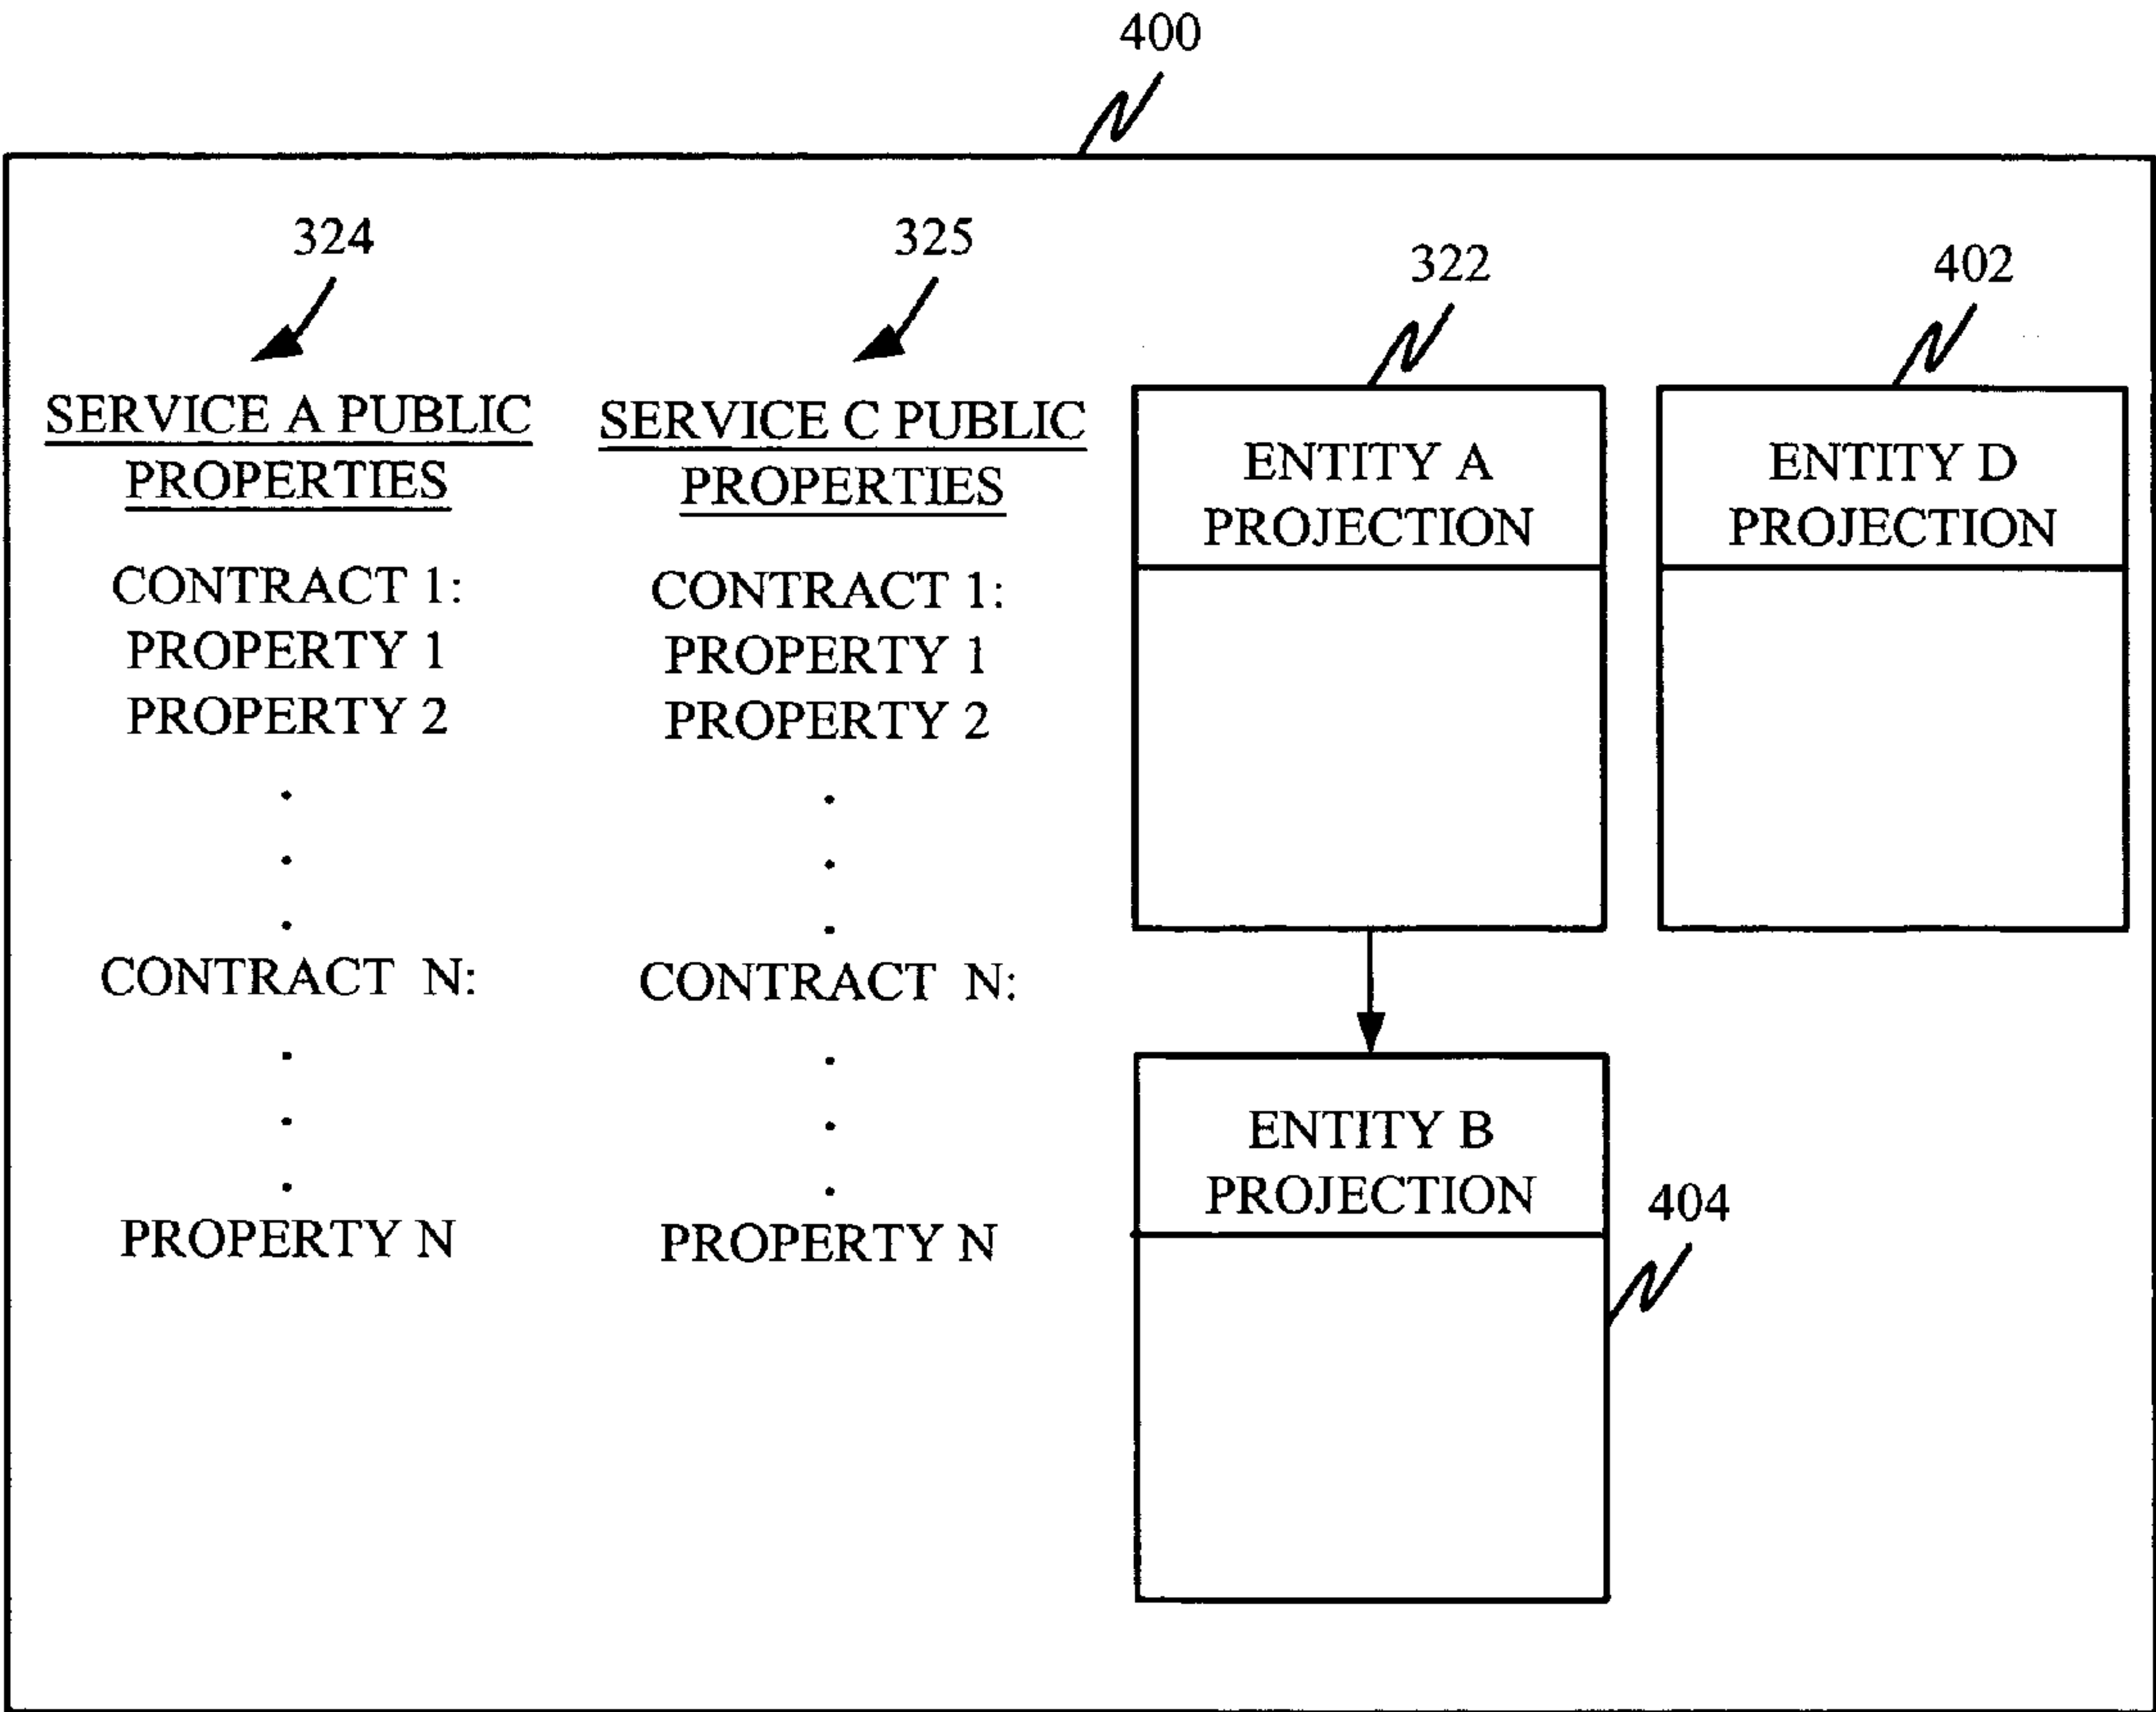 400
324
SERVICE A PUBLIC
PROPERTIES
CONTRACT 1:
PROPERTY 1
PROPERTY 2
.
.
.
CONTRACT N:
.
.
.
PROPERTY N
325
SERVICE C PUBLIC
PROPERTIES
CONTRACT 1:
PROPERTY 1
PROPERTY 2
.
.
.
CONTRACT N:
.
.
.
PROPERTY N
322
ENTITY A
PROJECTION
402
ENTITY D
PROJECTION
ENTITY B
PROJECTION
404